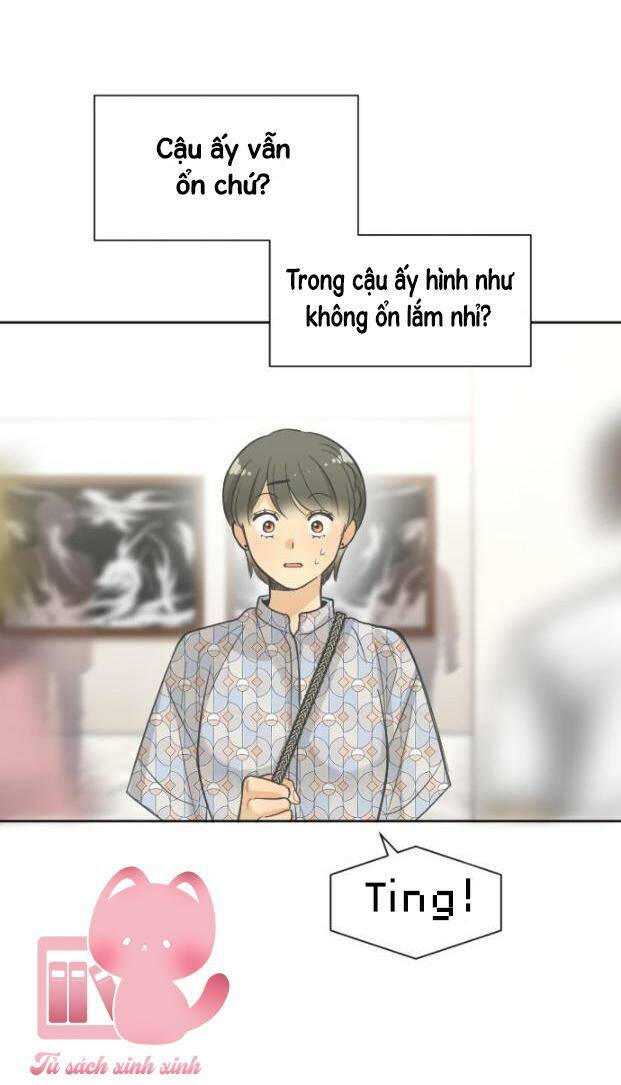 Cậu ấy vẫn
ổn chứ?
Trong cậu ấy hình như
không ổn lắm nhỉ?
Ting!
Tủ sách xinh xinh